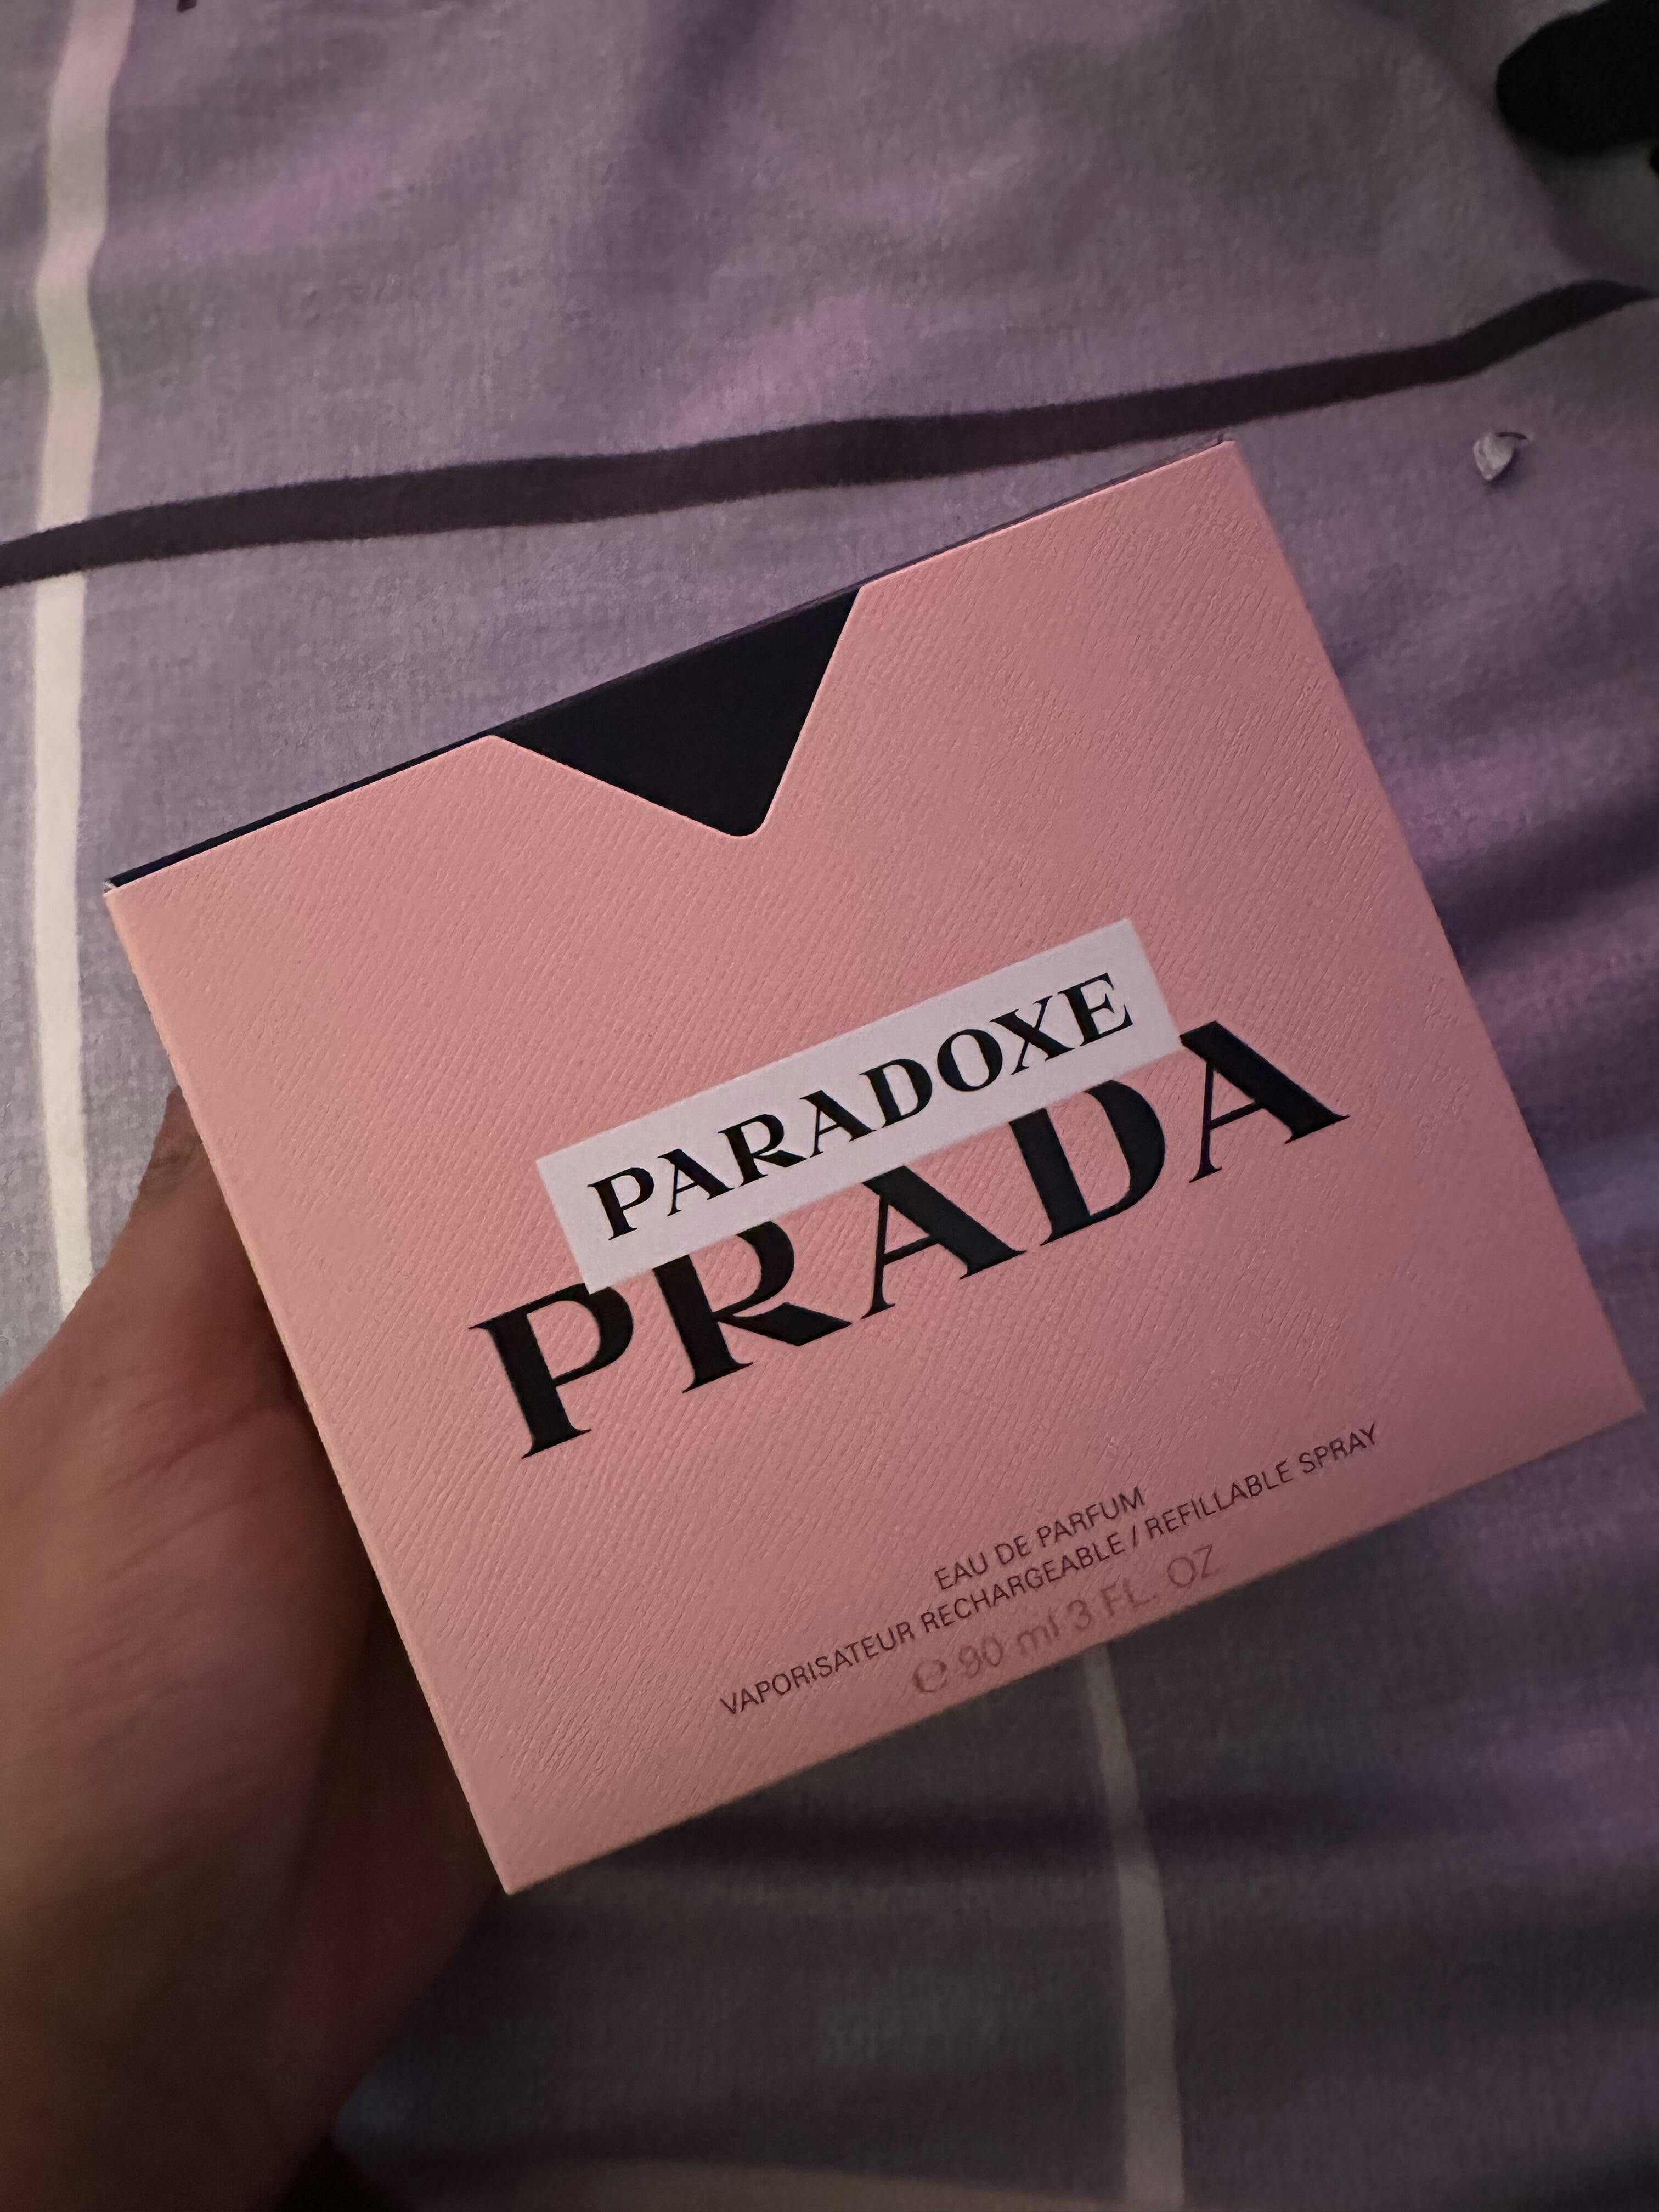 PARADOXE
PRADA
EAU DE PARFUM
VAPORISATEUR RECHARGEABLE / REFILLABLE SPRAY
℮ 90 ml 3 FL. OZ